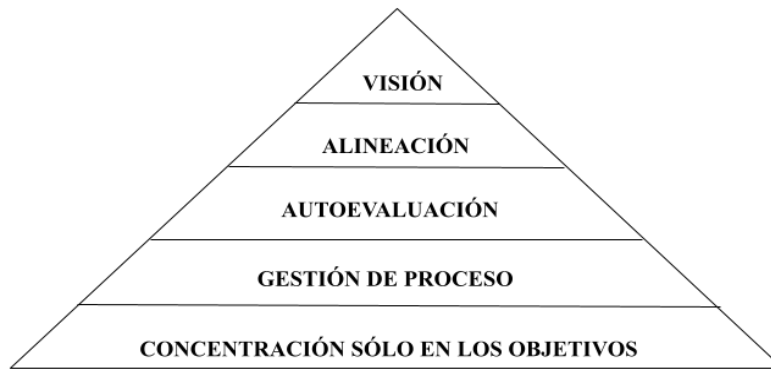 VISIÓN
ALINEACIÓN
AUTOEVALUACIÓN
GESTIÓN DE PROCESO
CONCENTRACIÓN SÓLO EN LOS OBJETIVOS